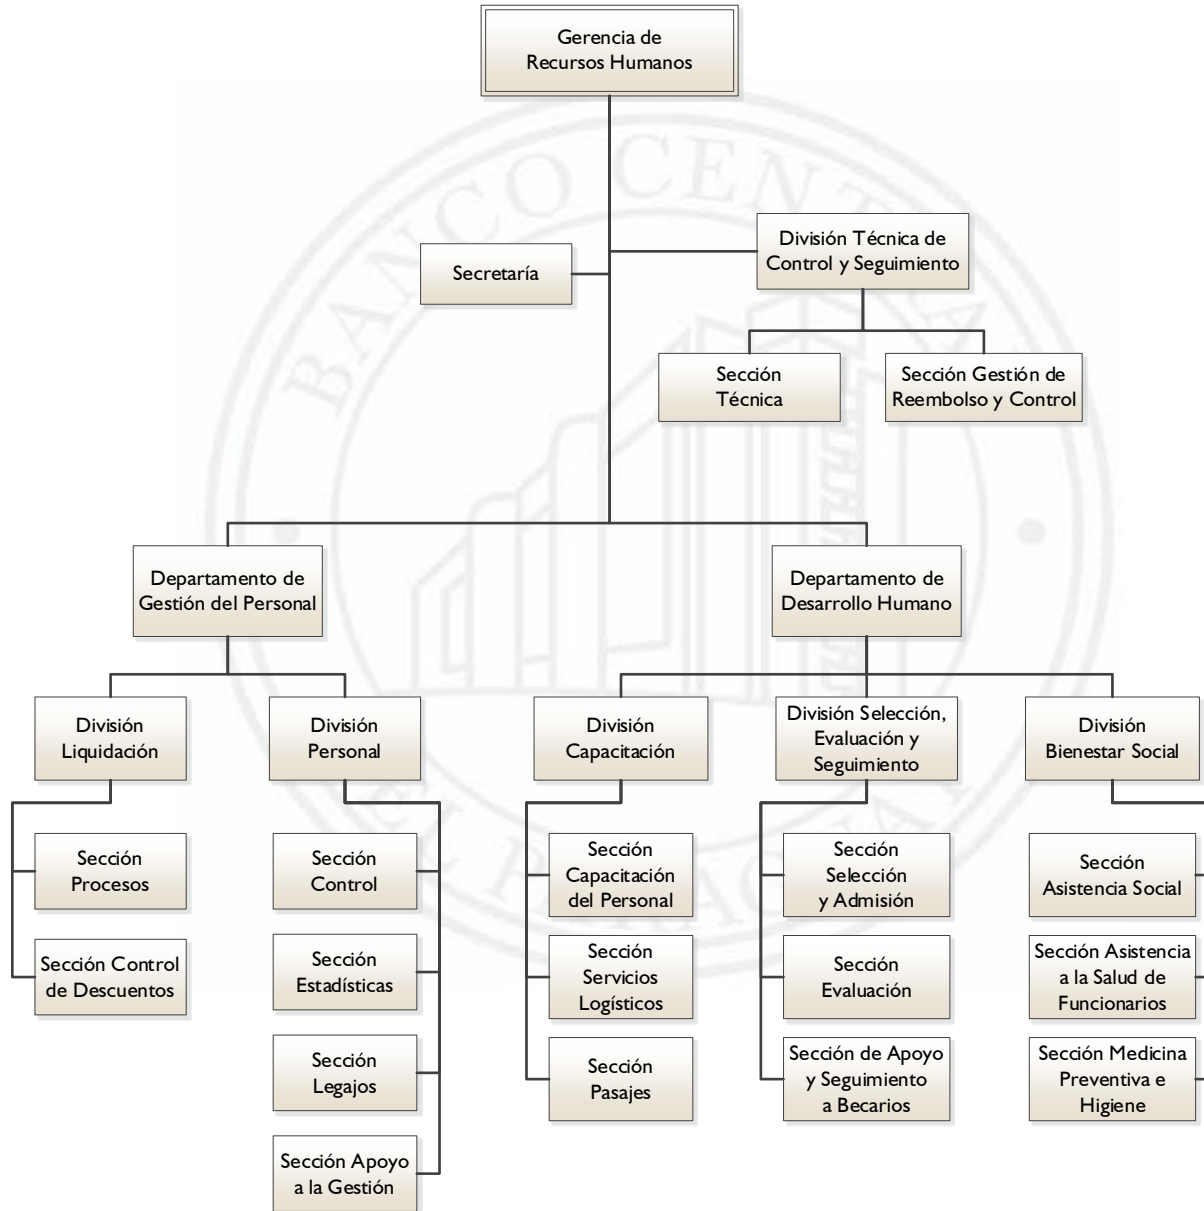 Gerencia de
Recursos Humanos
BANCO CENTRAL
DEL PARAGUAY
División Técnica de
Control y Seguimiento
Secretaría
Sección
Técnica
Sección Gestión de
Reembolso y Control
Departamento de
Gestión del Personal
Departamento de
Desarrollo Humano
División
Liquidación
División
Personal
División
Capacitación
División Selección,
Evaluación y
Seguimiento
División
Bienestar Social
Sección
Procesos
Sección Control
de Descuentos
Sección
Control
Sección
Estadísticas
Sección
Legajos
Sección Apoyo
a la Gestión
Sección
Capacitación
del Personal
Sección
Servicios
Logísticos
Sección
Pasajes
Sección
Selección
y Admisión
Sección
Evaluación
Sección de Apoyo
y Seguimiento
a Becarios
Sección
Asistencia Social
Sección Asistencia
a la Salud de
Funcionarios
Sección Medicina
Preventiva e
Higiene